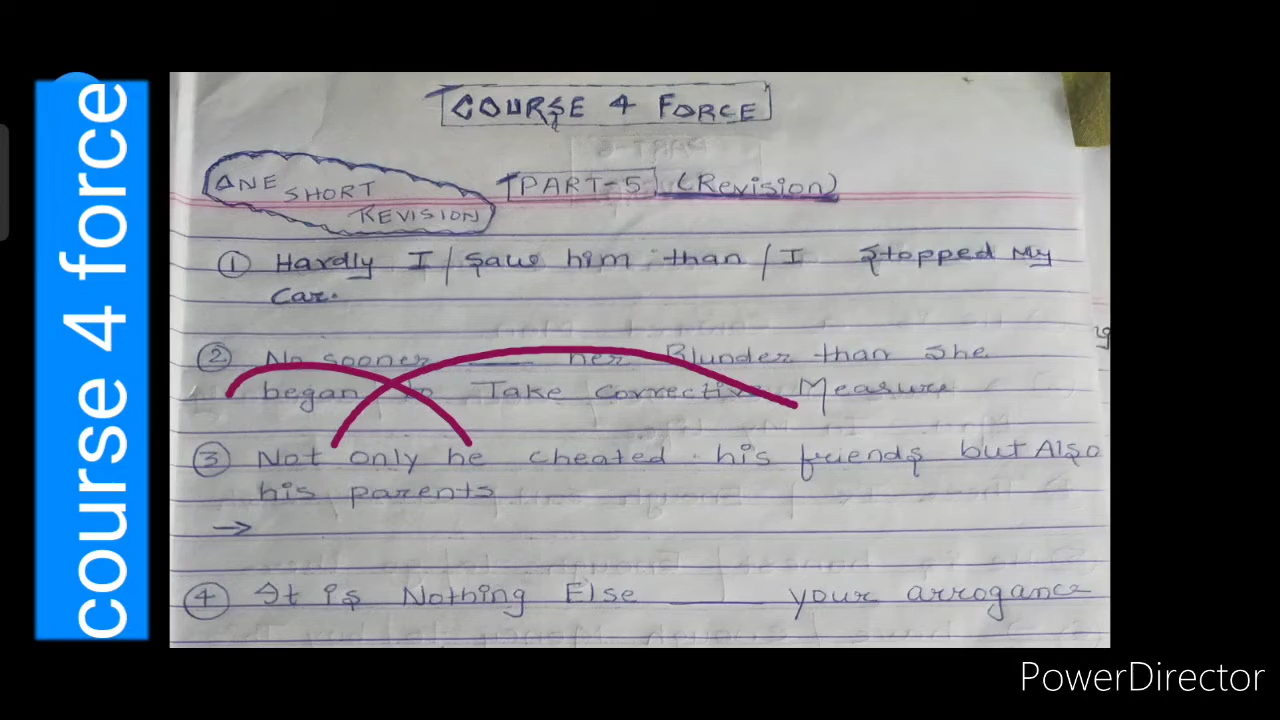 course 4 force
COURSE 4 FORCE
ONE SHORT REVISION
PART-5 (Revision)
① Hardly I / saw him than / I stopped My
Car.
② No sooner ____ her Blunder than she
began to Take Corrective Measure
③ Not only he cheated his friends but Also
his parents
→
④ It is Nothing Else ____ your arrogance
PowerDirector